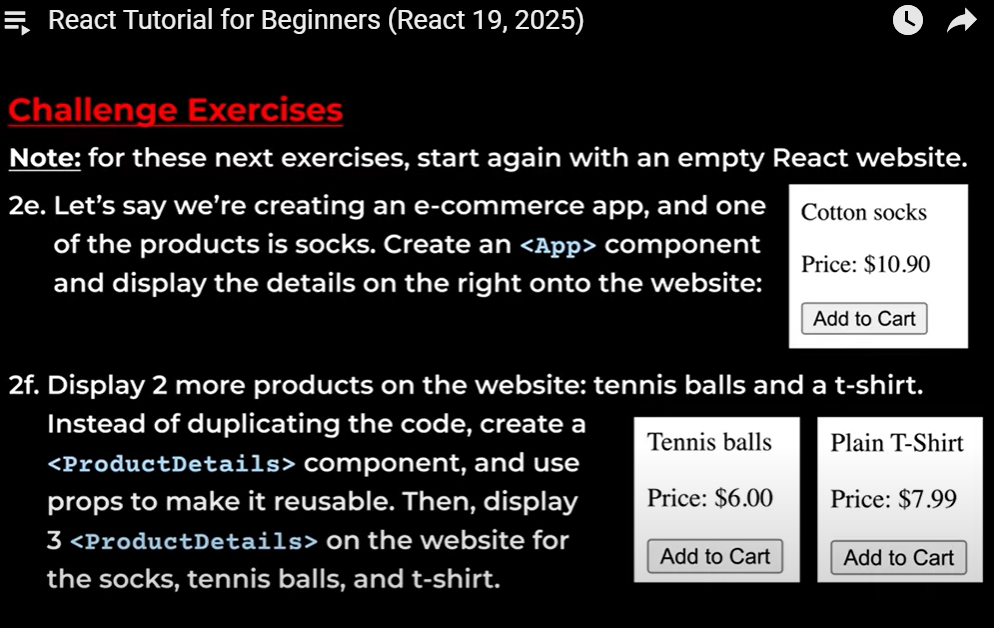 React Tutorial for Beginners (React 19, 2025)
Challenge Exercises
Note: for these next exercises, start again with an empty React website.
2e. Let's say we're creating an e-commerce app, and one
of the products is socks. Create an <App> component
and display the details on the right onto the website:
Cotton socks
Price: $10.90
Add to Cart
2f. Display 2 more products on the website: tennis balls and a t-shirt.
Instead of duplicating the code, create a
<ProductDetails> component, and use
props to make it reusable. Then, display
3 <ProductDetails> on the website for
the socks, tennis balls, and t-shirt.
Tennis balls
Price: $6.00
Add to Cart
Plain T-Shirt
Price: $7.99
Add to Cart